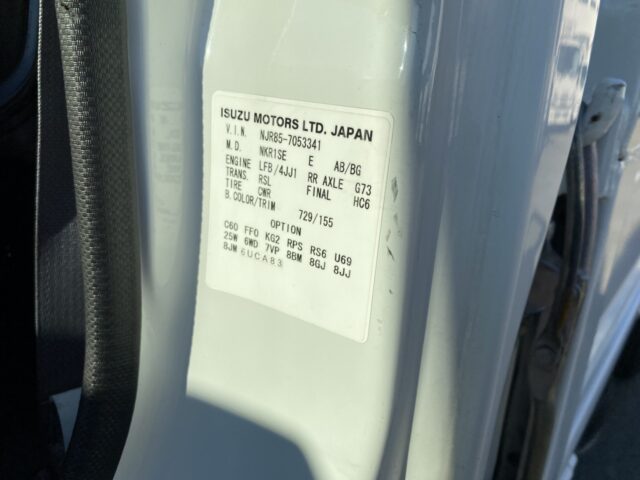 ISUZU MOTORS LTD. JAPAN
V.I.N. NJR85-7053341
M.D. NKR1SE E AB/BG
ENGINE LFB/4JJ1 RR AXLE G73
TRANS. RSL FINAL HC6
TIRE CWR
B.COLOR/TRIM 729/155
OPTION
C60 FF0 KG2 RPS RS6 U69
25W 6WD 7VP 8BM 8GJ 8JJ
8JW 6UCA83